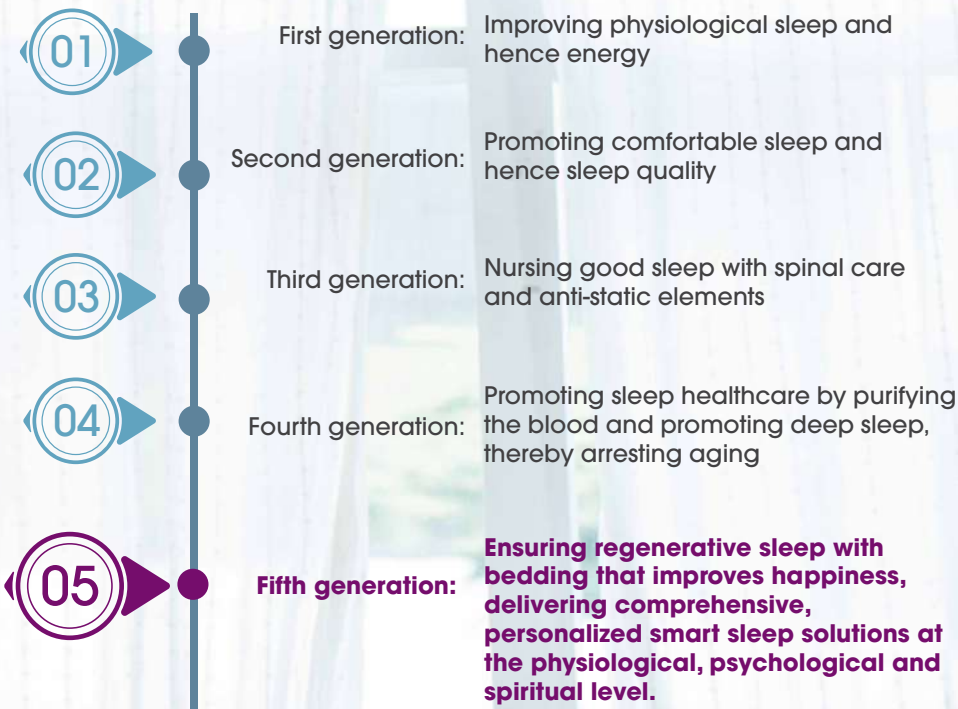 01
First generation:
Improving physiological sleep and
hence energy
02
Second generation:
Promoting comfortable sleep and
hence sleep quality
03
Third generation:
Nursing good sleep with spinal care
and anti-static elements
04
Fourth generation:
Promoting sleep healthcare by purifying
the blood and promoting deep sleep,
thereby arresting aging
05
Fifth generation:
Ensuring regenerative sleep with
bedding that improves happiness,
delivering comprehensive,
personalized smart sleep solutions at
the physiological, psychological and
spiritual level.